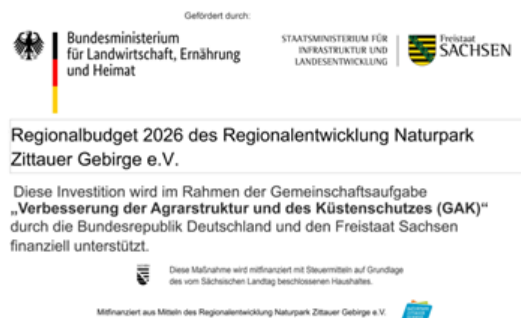 Gefördert durch:
Bundesministerium
für Landwirtschaft, Ernährung
und Heimat
STAATSMINISTERIUM FÜR
INFRASTRUKTUR UND
LANDESENTWICKLUNG
Freistaat
SACHSEN
Regionalbudget 2026 des Regionalentwicklung Naturpark
Zittauer Gebirge e.V.
Diese Investition wird im Rahmen der Gemeinschaftsaufgabe
„Verbesserung der Agrarstruktur und des Küstenschutzes (GAK)“
durch die Bundesrepublik Deutschland und den Freistaat Sachsen
finanziell unterstützt.
Diese Maßnahme wird mitfinanziert mit Steuermitteln auf Grundlage
des vom Sächsischen Landtag beschlossenen Haushaltes.
Mitfinanziert aus Mitteln des Regionalentwicklung Naturpark Zittauer Gebirge e.V.